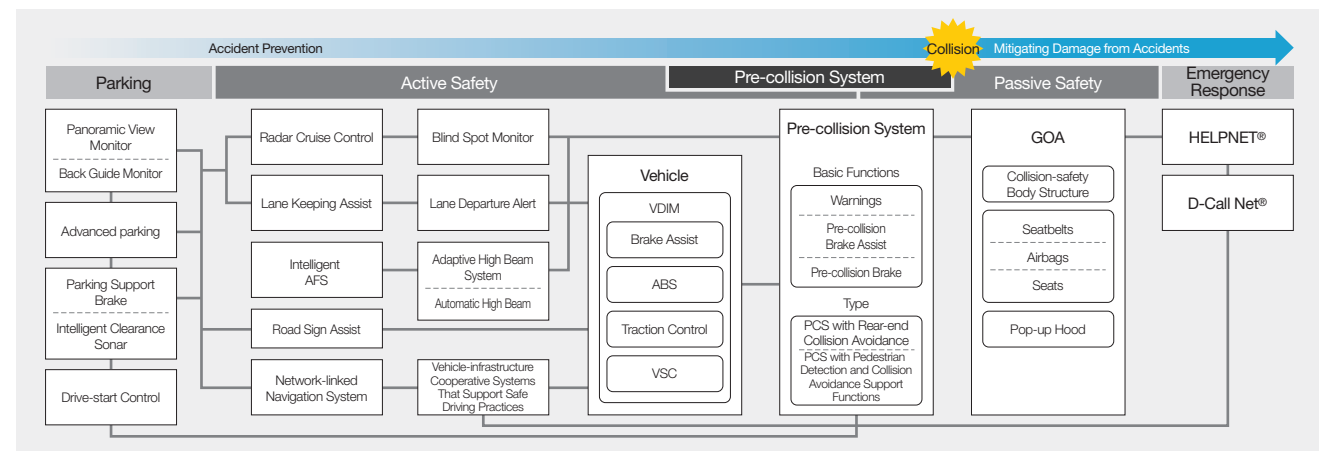 Accident Prevention
Collision
Mitigating Damage from Accidents
Parking
Active Safety
Pre-collision System
Passive Safety
Emergency
Response
Panoramic View
Monitor
Back Guide Monitor
Advanced parking
Parking Support
Brake
Intelligent Clearance
Sonar
Drive-start Control
Radar Cruise Control
Lane Keeping Assist
Intelligent
AFS
Road Sign Assist
Network-linked
Navigation System
Blind Spot Monitor
Lane Departure Alert
Adaptive High Beam
System
Automatic High Beam
Vehicle-infrastructure
Cooperative Systems
That Support Safe
Driving Practices
Vehicle
VDIM
Brake Assist
ABS
Traction Control
VSC
Pre-collision System
Basic Functions
Warnings
Pre-collision
Brake Assist
Pre-collision Brake
Type
PCS with Rear-end
Collision Avoidance
PCS with Pedestrian
Detection and Collision
Avoidance Support
Functions
GOA
Collision-safety
Body Structure
Seatbelts
Airbags
Seats
Pop-up Hood
HELPNET®
D-Call Net®